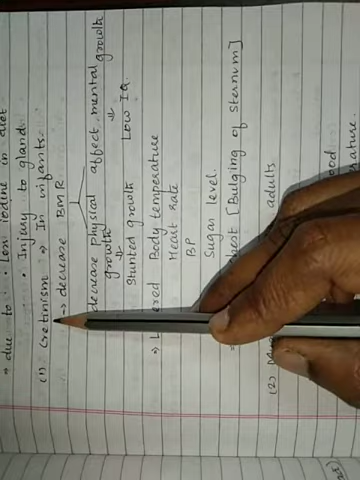 ⇒ due to • Low iodine in diet
• Injury to gland.
(1) Cretinism ⇒ In infants.
→ decrease BMR
decrease physical growth affect mental growth
⇓ ⇓
Stunted growth Low IQ.
⇒ Body temperature
Heart rate
BP
Sugar level.
[Bulging of sternum]
(2) adults